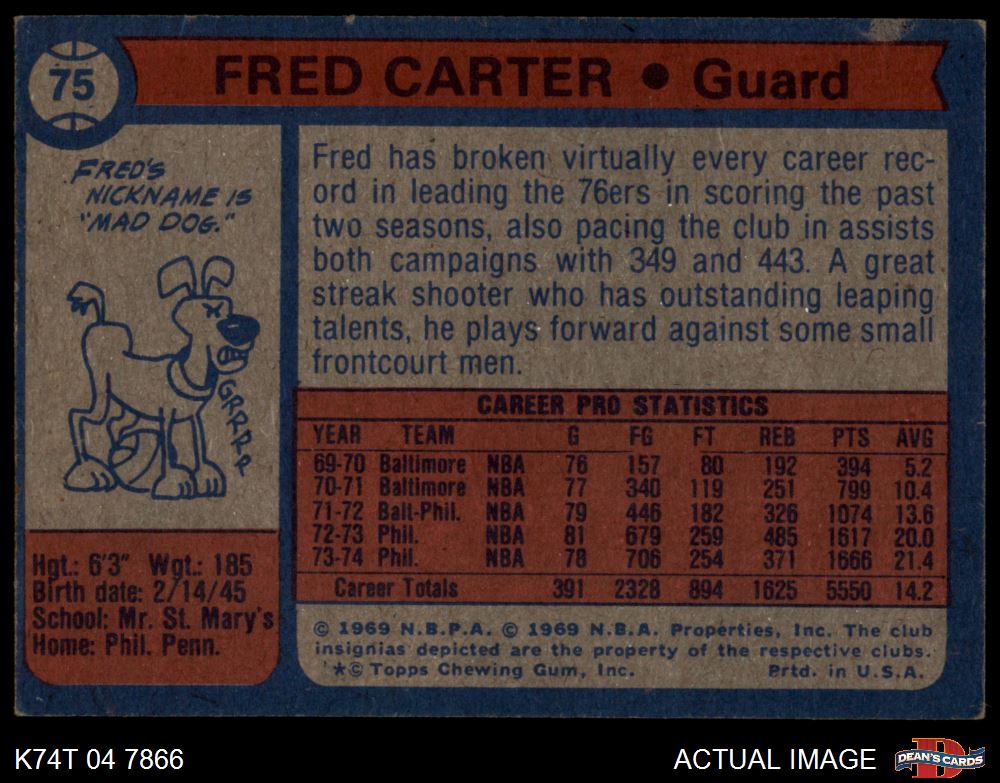 75
FRED CARTER • Guard
FRED'S
NICKNAME IS
"MAD DOG."
GRRRR
Fred has broken virtually every career rec-
ord in leading the 76ers in scoring the past
two seasons, also pacing the club in assists
both campaigns with 349 and 443. A great
streak shooter who has outstanding leaping
talents, he plays forward against some small
frontcourt men.
CAREER PRO STATISTICS
YEAR TEAM G FG FT REB PTS AVG
69-70 Baltimore NBA 76 157 80 192 394 5.2
70-71 Baltimore NBA 77 340 119 251 799 10.4
71-72 Balt-Phil. NBA 79 446 182 326 1074 13.6
72-73 Phil. NBA 81 679 259 485 1617 20.0
73-74 Phil. NBA 78 706 254 371 1666 21.4
Career Totals 391 2328 894 1625 5550 14.2
Hgt.: 6'3" Wgt.: 185
Birth date: 2/14/45
School: Mr. St. Mary's
Home: Phil. Penn.
© 1969 N.B.P.A. © 1969 N.B.A. Properties, Inc. The club
insignias depicted are the property of the respective clubs.
*© Topps Chewing Gum, Inc. Prtd. in U.S.A.
K74T 04 7866
ACTUAL IMAGE
D
DEAN'S CARDS